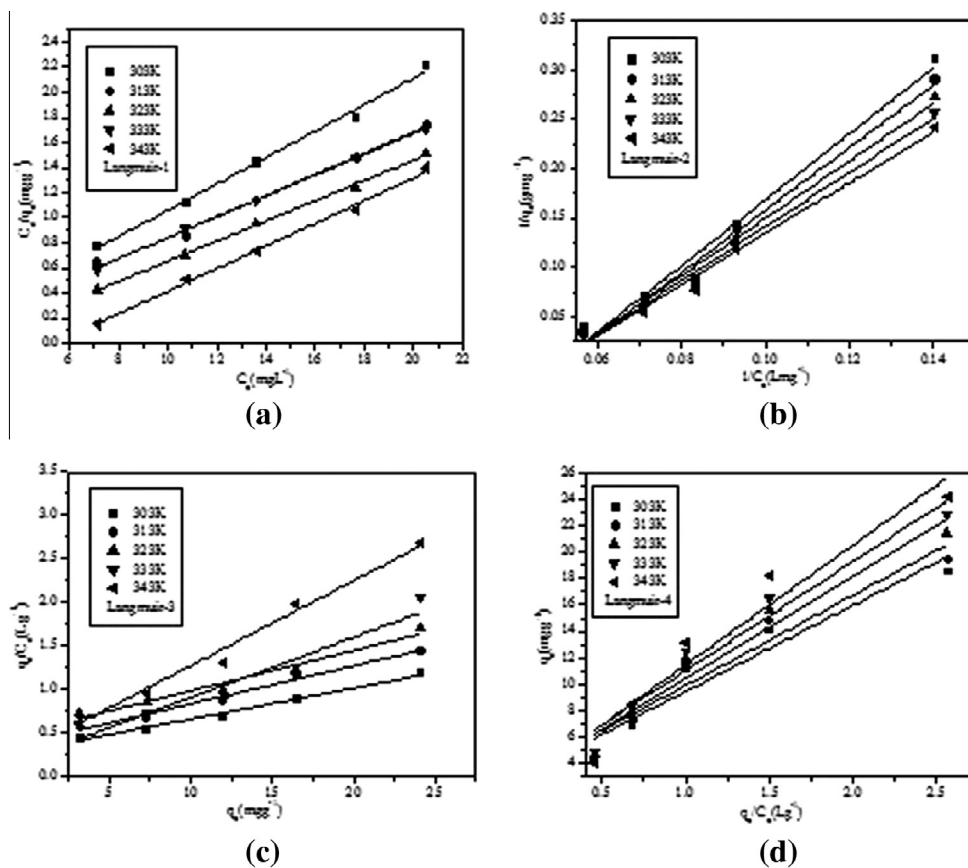 2.4
2.2
2.0
1.8
1.6
1.4
1.2
1.0
0.8
0.6
0.4
0.2
0.0
Cₑ/qₑ(mgg⁻¹)
303K
313K
323K
333K
343K
Langmuir-1
6 8 10 12 14 16 18 20 22
Cₑ(mgL⁻¹)
(a)
0.35
0.30
0.25
0.20
0.15
0.10
0.05
303K
313K
323K
333K
343K
Langmuir-2
0.06 0.08 0.10 0.12 0.14
1/Cₑ(Lmg⁻¹)
(b)
3.5
3.0
2.5
2.0
1.5
1.0
0.5
0.0
qₑ/Cₑ(Lg⁻¹)
303K
313K
323K
333K
343K
Langmuir-3
5 10 15 20 25
qₑ(mgg⁻¹)
(c)
26
24
22
20
18
16
14
12
10
8
6
4
qₑ(mgg⁻¹)
303K
313K
323K
333K
343K
Langmuir-4
0.5 1.0 1.5 2.0 2.5
qₑ/Cₑ(Lg⁻¹)
(d)